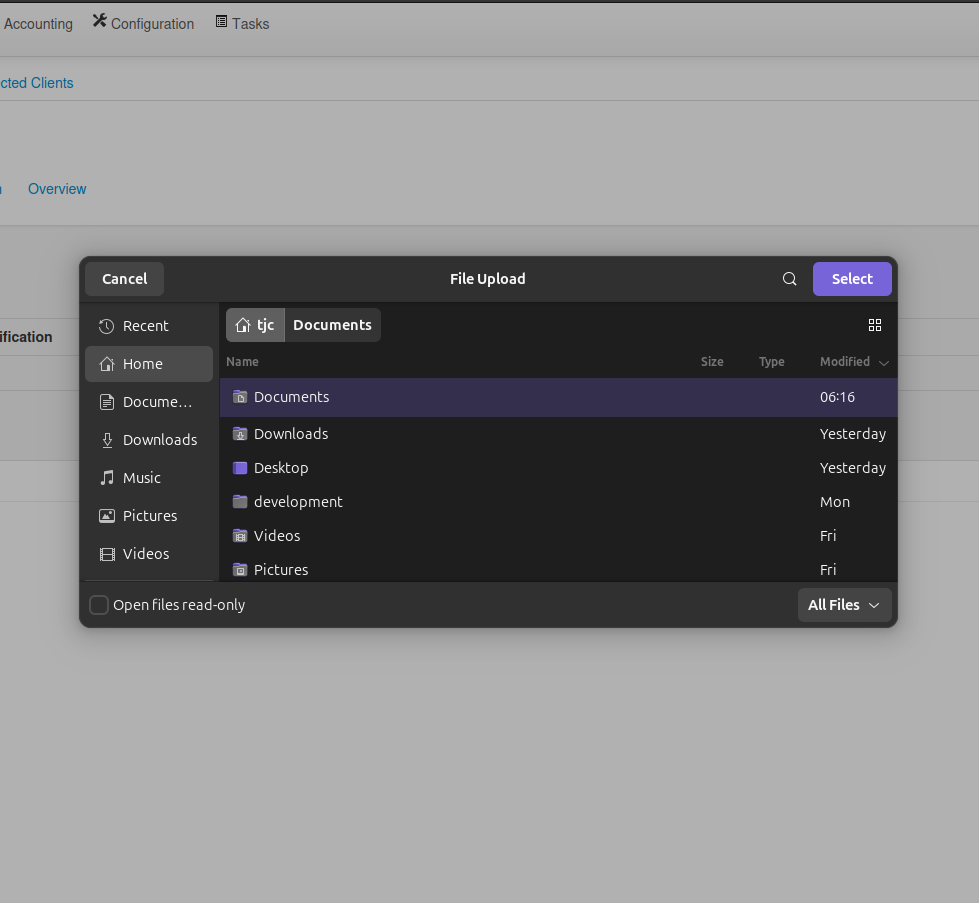 Accounting Configuration Tasks
cted Clients
Overview
Cancel File Upload Select
tjc Documents
Recent
Home
Docume...
Downloads
Music
Pictures
Videos
Name Size Type Modified
Documents 06:16
Downloads Yesterday
Desktop Yesterday
development Mon
Videos Fri
Pictures Fri
ification
Open files read-only All Files